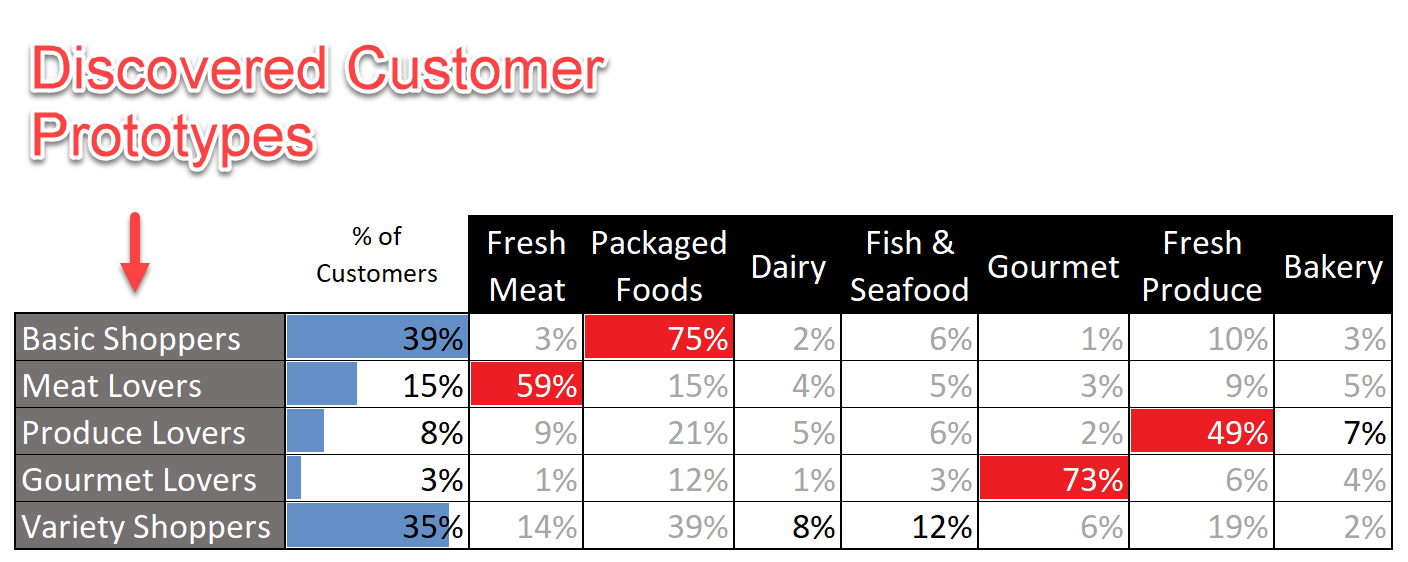 Discovered Customer
Prototypes
% of
Customers
Fresh
Meat
Packaged
Foods
Dairy
Fish &
Seafood
Gourmet
Fresh
Produce
Bakery
Basic Shoppers 39% 3% 75% 2% 6% 1% 10% 3%
Meat Lovers 15% 59% 15% 4% 5% 3% 9% 5%
Produce Lovers 8% 9% 21% 5% 6% 2% 49% 7%
Gourmet Lovers 3% 1% 12% 1% 3% 73% 6% 4%
Variety Shoppers 35% 14% 39% 8% 12% 6% 19% 2%